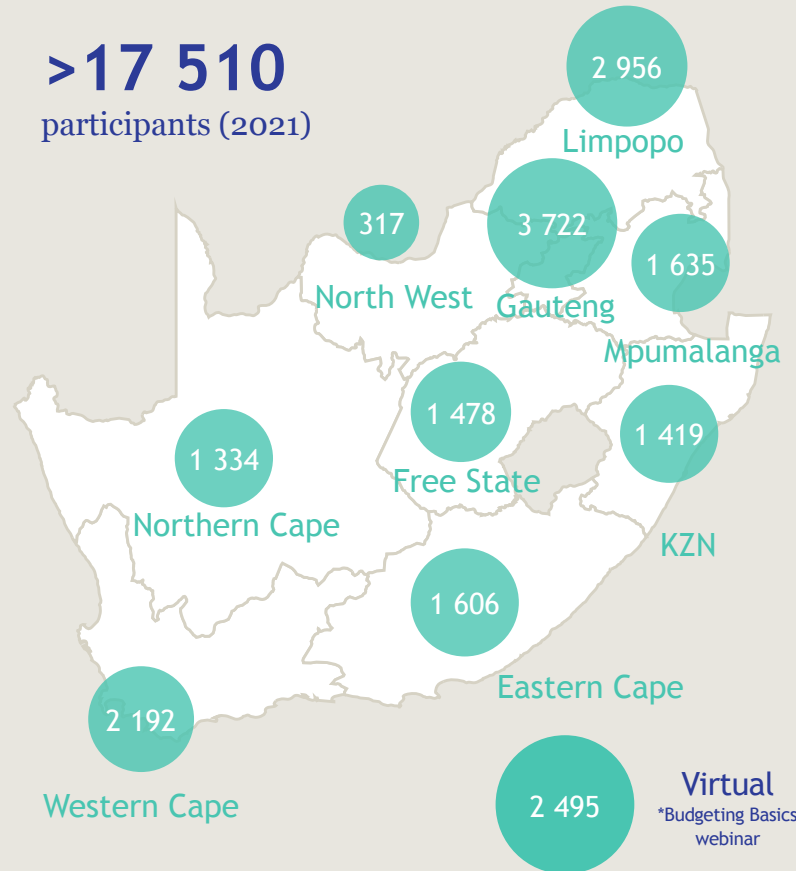 >17 510
participants (2021)
2 956
Limpopo
317
North West
3 722
Gauteng
1 635
Mpumalanga
1 478
Free State
1 419
KZN
1 334
Northern Cape
1 606
Eastern Cape
2 192
Western Cape
2 495
Virtual
*Budgeting Basics
webinar